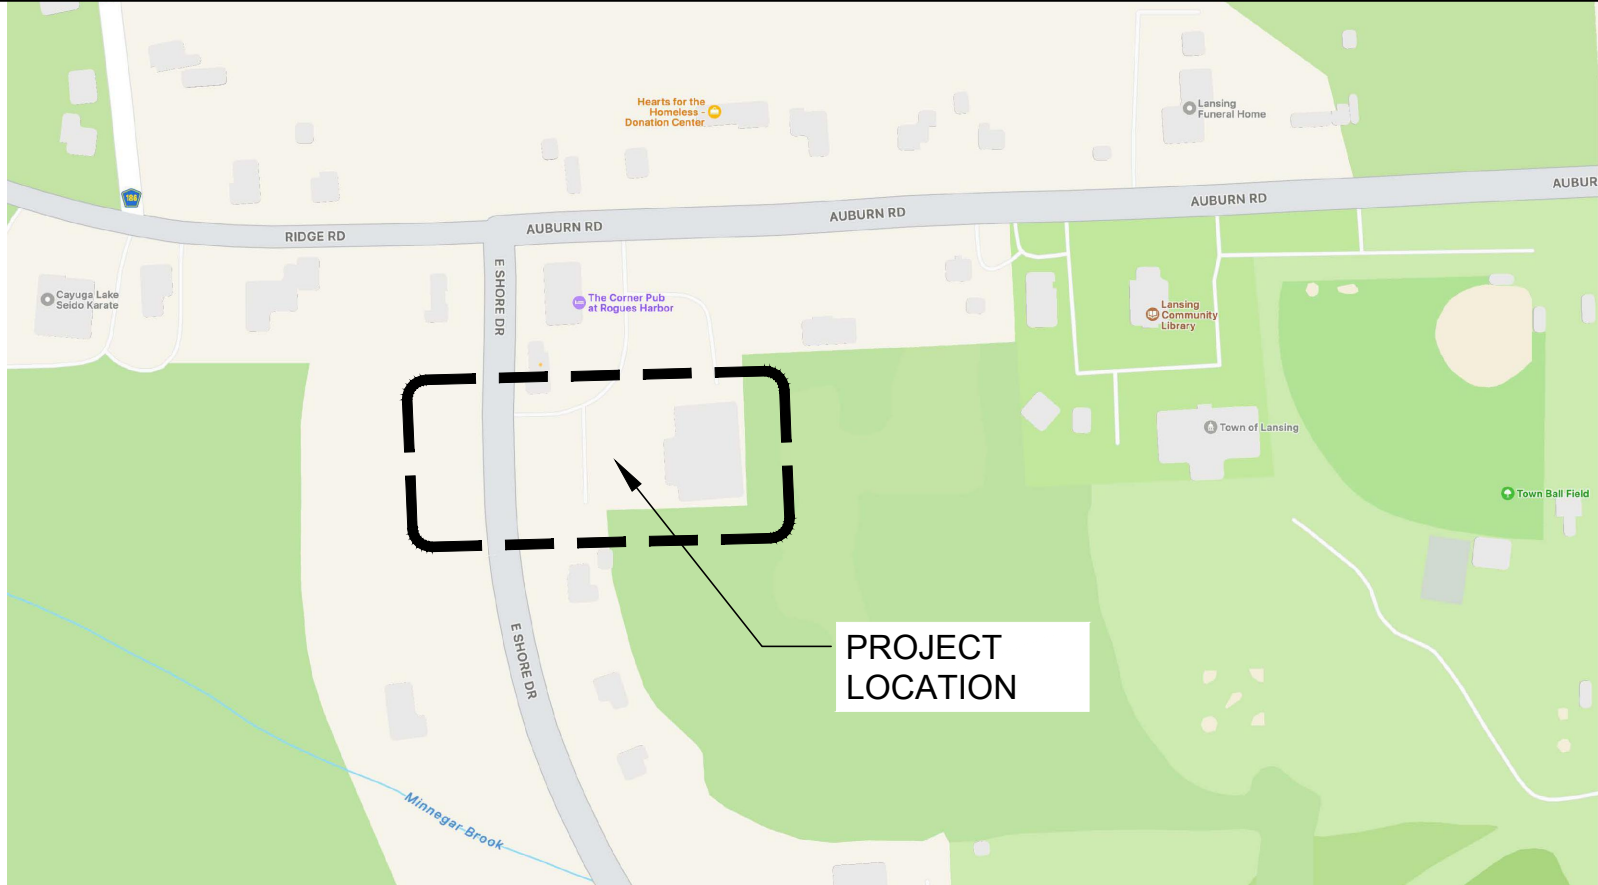 Hearts for the
Homeless -
Donation Center
Lansing
Funeral Home
186
AUBUR
AUBURN RD
AUBURN RD
AUBURN RD
RIDGE RD
E SHORE DR
Cayuga Lake
Seido Karate
The Corner Pub
at Rogues Harbor
Lansing
Community
Library
Town of Lansing
Town Ball Field
E SHORE DR
PROJECT
LOCATION
Minnegar Brook